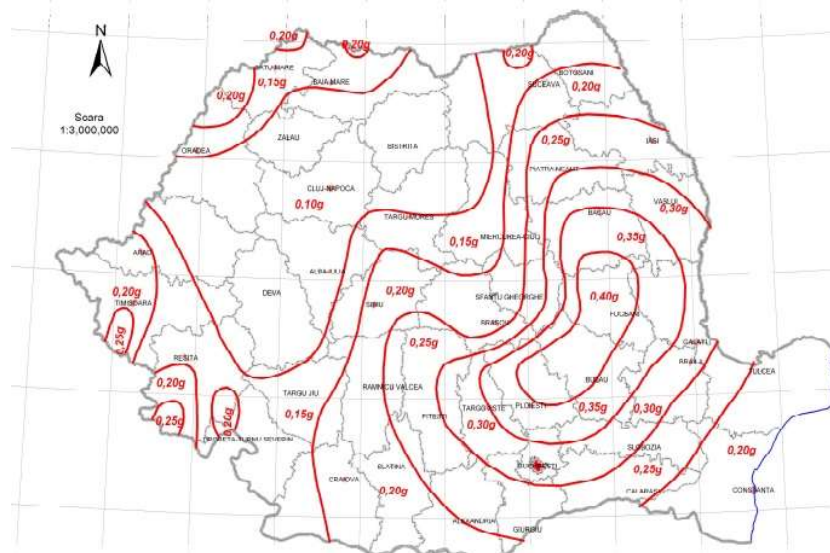 0,20g
0,20g
0,20g
N
SATU MARE
BOTOSANI
0,20g
0,15g
BAIA MARE
SUCEAVA
0,20g
Scara
1:3,000,000
ZALAU
0,25g
IASI
ORADEA
BISTRITA
PIATRA NEAMT
CLUJ-NAPOCA
0.10g
VASLUI
0,30g
TARGU-MURES
BACAU
0,15g
MIERCUREA-CIUC
0,35g
ARAD
ALBA-IULIA
0,20g
DEVA
0,20g
SFANTU GHEORGHE
0,40g
TIMISOARA
SIBIU
FOCSANI
0,25g
BRASOV
0,25g
GALATI
RESITA
BRAILA
TULCEA
0,20g
RAMNICU VALCEA
BUZAU
TARGU JIU
0,15g
TARGOVISTE
PLOIESTI
0,35g
0,30g
0,25g
0,20g
PITESTI
0,30g
DROBETA-TURNU SEVERIN
SLOBOZIA
0,20g
BUCURESTI
0,25g
CRAIOVA
SLATINA
0,20g
CALARASI
CONSTANTA
ALEXANDRIA
GIURGIU